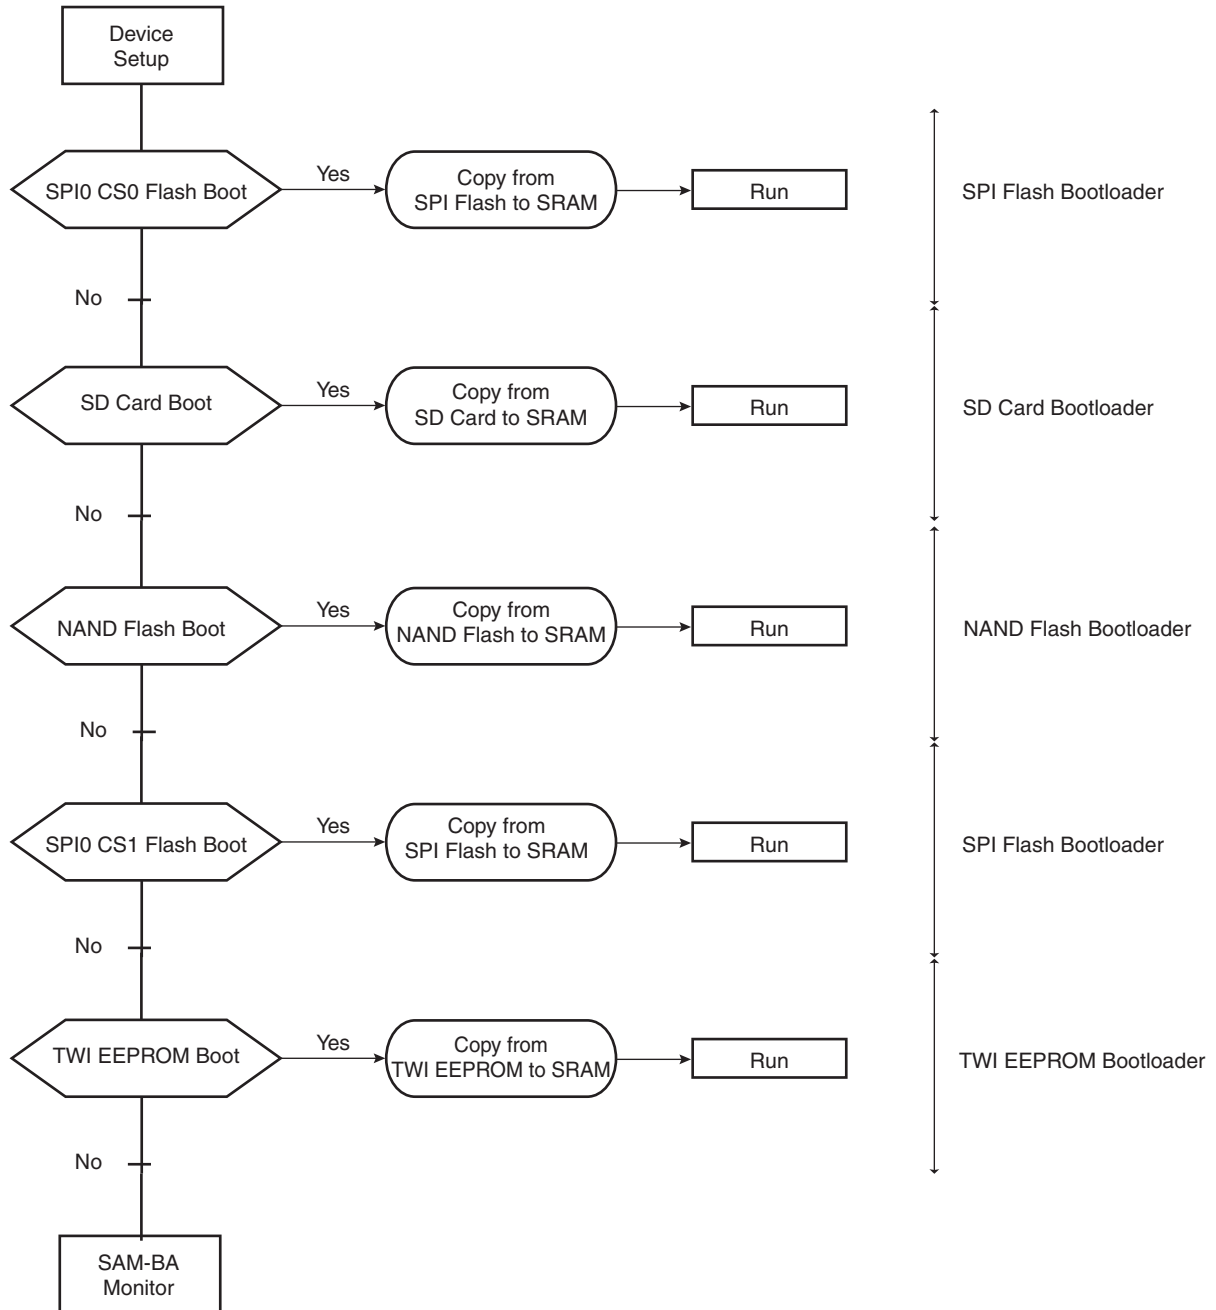 Device
Setup
SPI0 CS0 Flash Boot
Yes
Copy from
SPI Flash to SRAM
Run
SPI Flash Bootloader
No
SD Card Boot
Yes
Copy from
SD Card to SRAM
Run
SD Card Bootloader
No
NAND Flash Boot
Yes
Copy from
NAND Flash to SRAM
Run
NAND Flash Bootloader
No
SPI0 CS1 Flash Boot
Yes
Copy from
SPI Flash to SRAM
Run
SPI Flash Bootloader
No
TWI EEPROM Boot
Yes
Copy from
TWI EEPROM to SRAM
Run
TWI EEPROM Bootloader
No
SAM-BA
Monitor